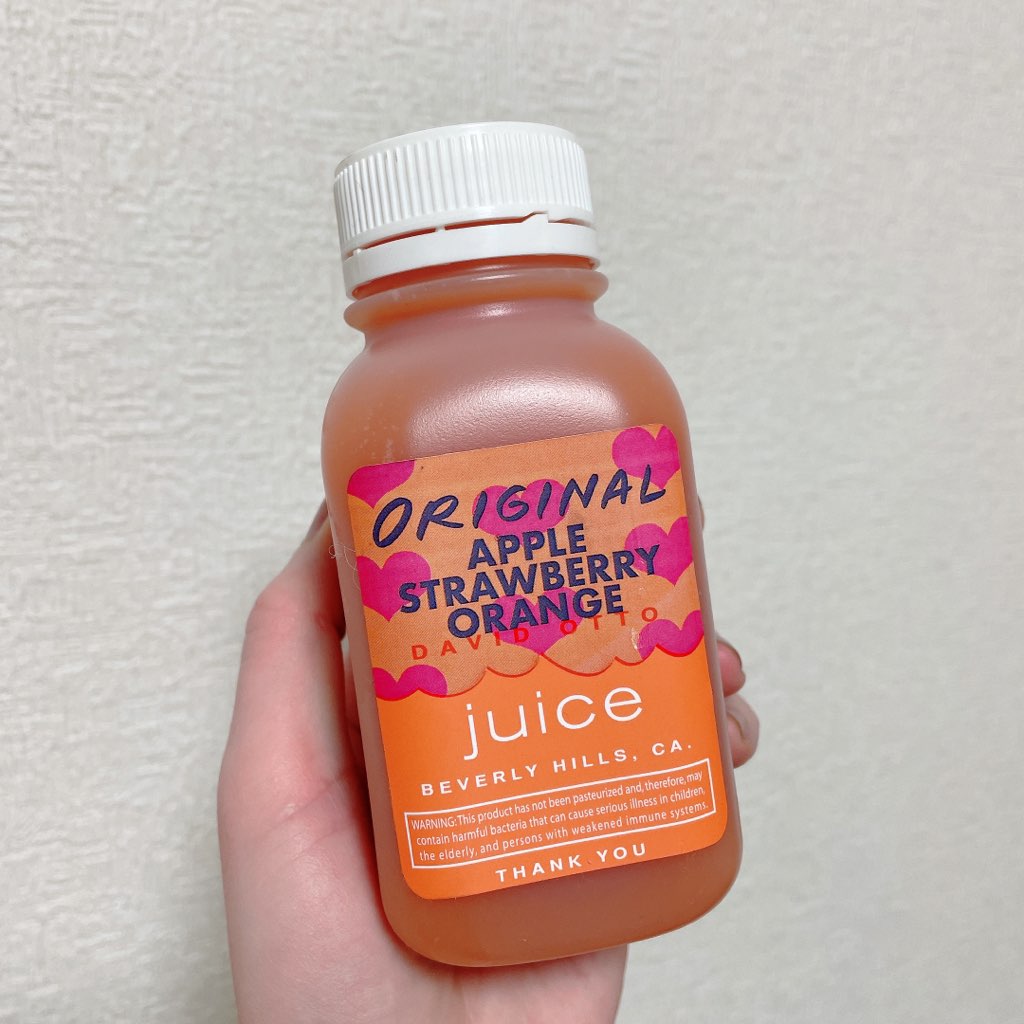 ORIGINAL
APPLE
STRAWBERRY
ORANGE
DAVID OTTO
juice
BEVERLY HILLS, CA.
WARNING: This product has not been pasteurized and, therefore, may
contain harmful bacteria that can cause serious illness in children,
the elderly, and persons with weakened immune systems.
THANK YOU